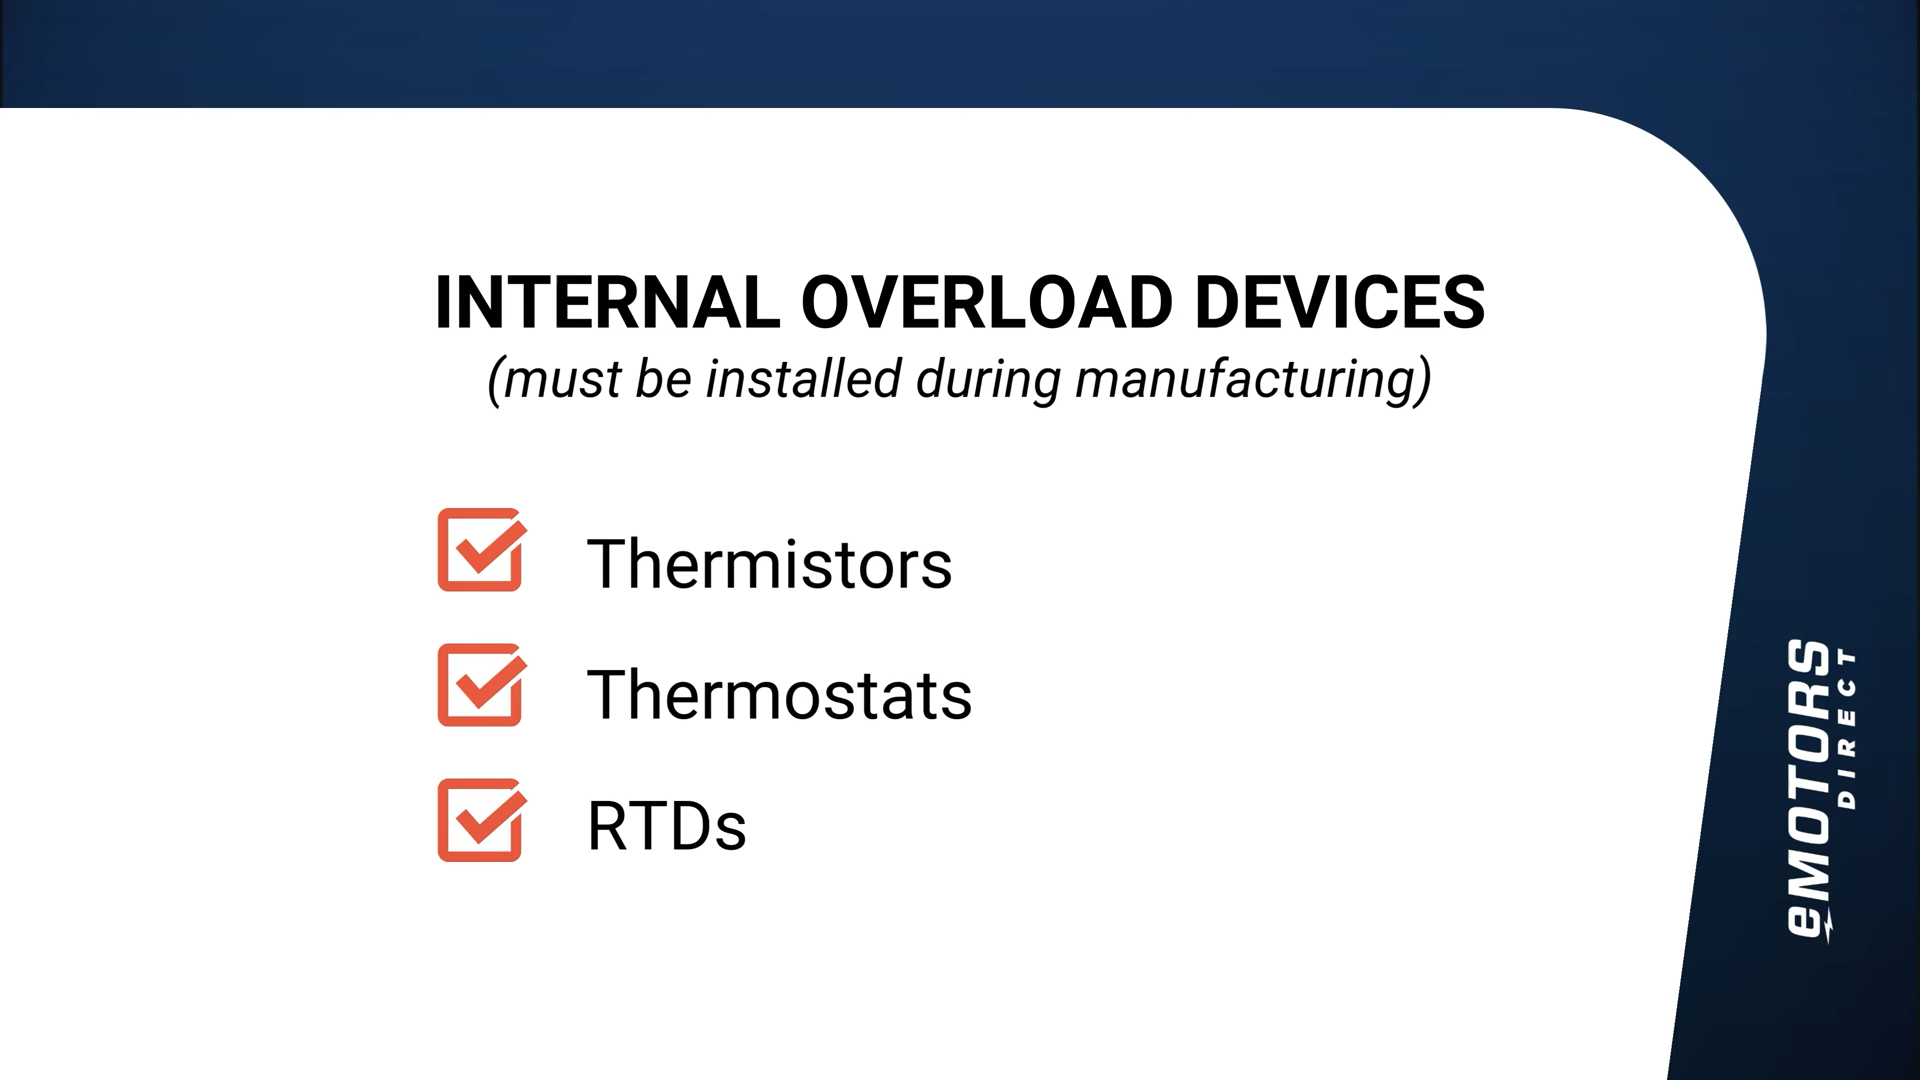 INTERNAL OVERLOAD DEVICES
(must be installed during manufacturing)
Thermistors
Thermostats
RTDs
eMOTORS
DIRECT